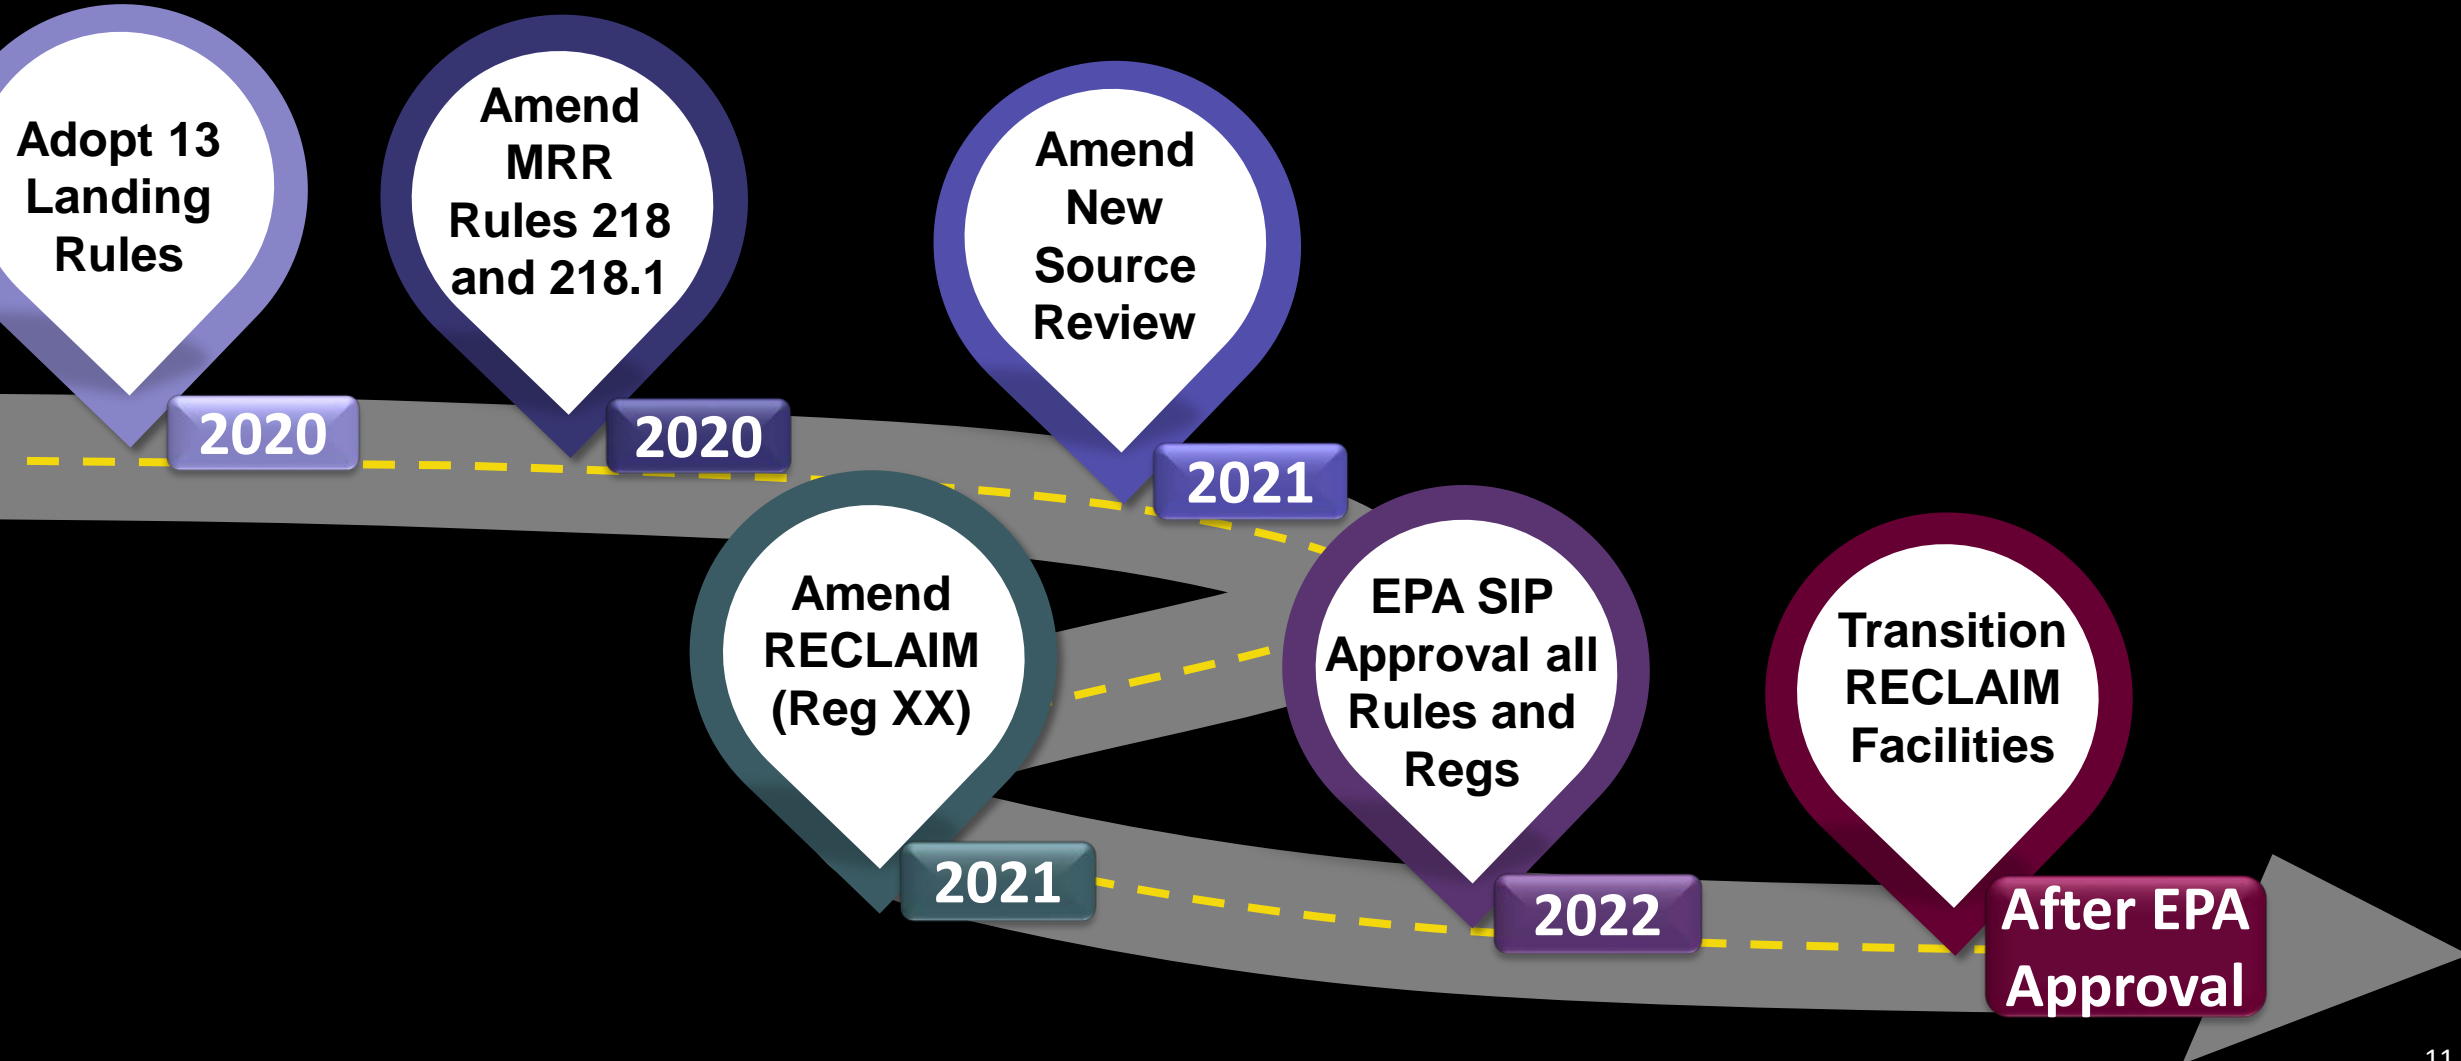 Adopt 13
Landing
Rules
2020
Amend
MRR
Rules 218
and 218.1
2020
Amend
New
Source
Review
2021
Amend
RECLAIM
(Reg XX)
2021
EPA SIP
Approval all
Rules and
Regs
2022
Transition
RECLAIM
Facilities
After EPA
Approval
11